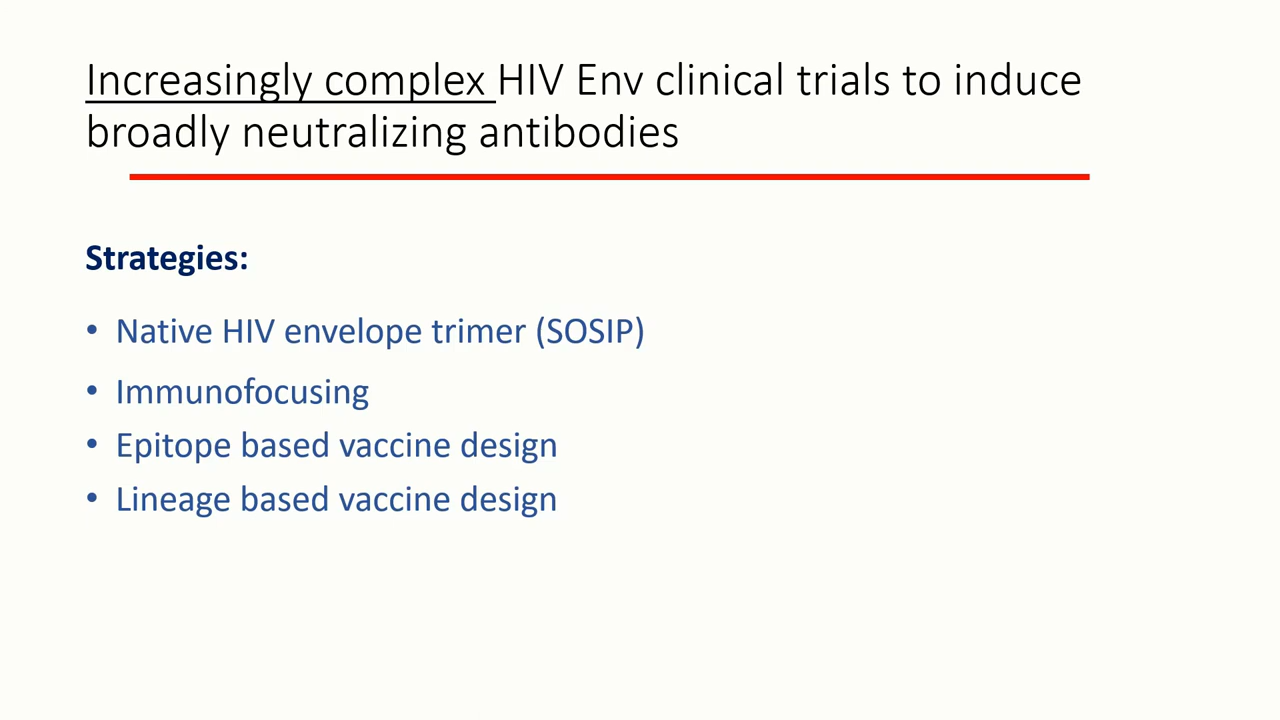 Increasingly complex HIV Env clinical trials to induce
broadly neutralizing antibodies
Strategies:
• Native HIV envelope trimer (SOSIP)
• Immunofocusing
• Epitope based vaccine design
• Lineage based vaccine design